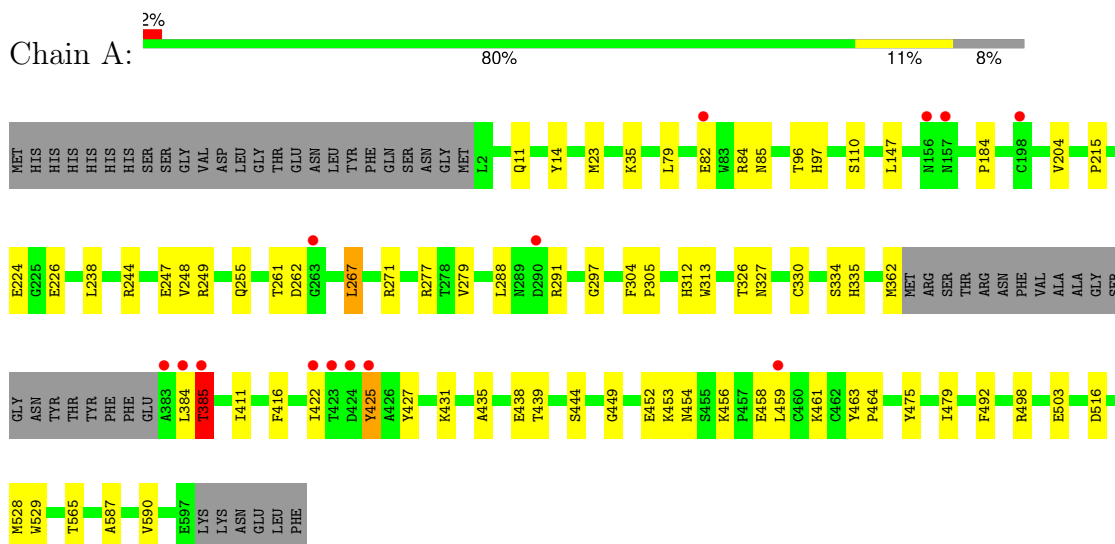 2%
Chain A:
80% 11% 8%
MET HIS HIS HIS HIS HIS HIS SER SER GLY VAL ASP LEU GLY THR GLU ASN LEU TYR PHE GLN SER ASN GLY MET L2 Q11 Y14 M23 K35 L79 E82 W83 R84 N85 T96 H97 S110 L147 N156 N157 P184 C198 V204 P215
E224 G225 E226 L238 R244 E247 V248 R249 Q255 T261 D262 G263 L267 R271 R277 T278 V279 L288 N289 D290 R291 G297 F304 P305 H312 W313 T326 N327 C330 S334 H335 M362 MET ARG SER THR ARG ASN PHE VAL ALA ALA GLY SER
GLY ASN TYR THR TYR PHE PHE GLU A383 L384 T385 I411 F416 I422 T423 D424 Y425 A426 Y427 K431 A435 E438 T439 S444 G449 E452 K453 N454 S455 K456 P457 E458 L459 C460 K461 C462 Y463 P464 Y475 I479 F492 R498 E503 D516
M528 W529 T565 A587 V590 E597 LYS LYS ASN GLU LEU PHE